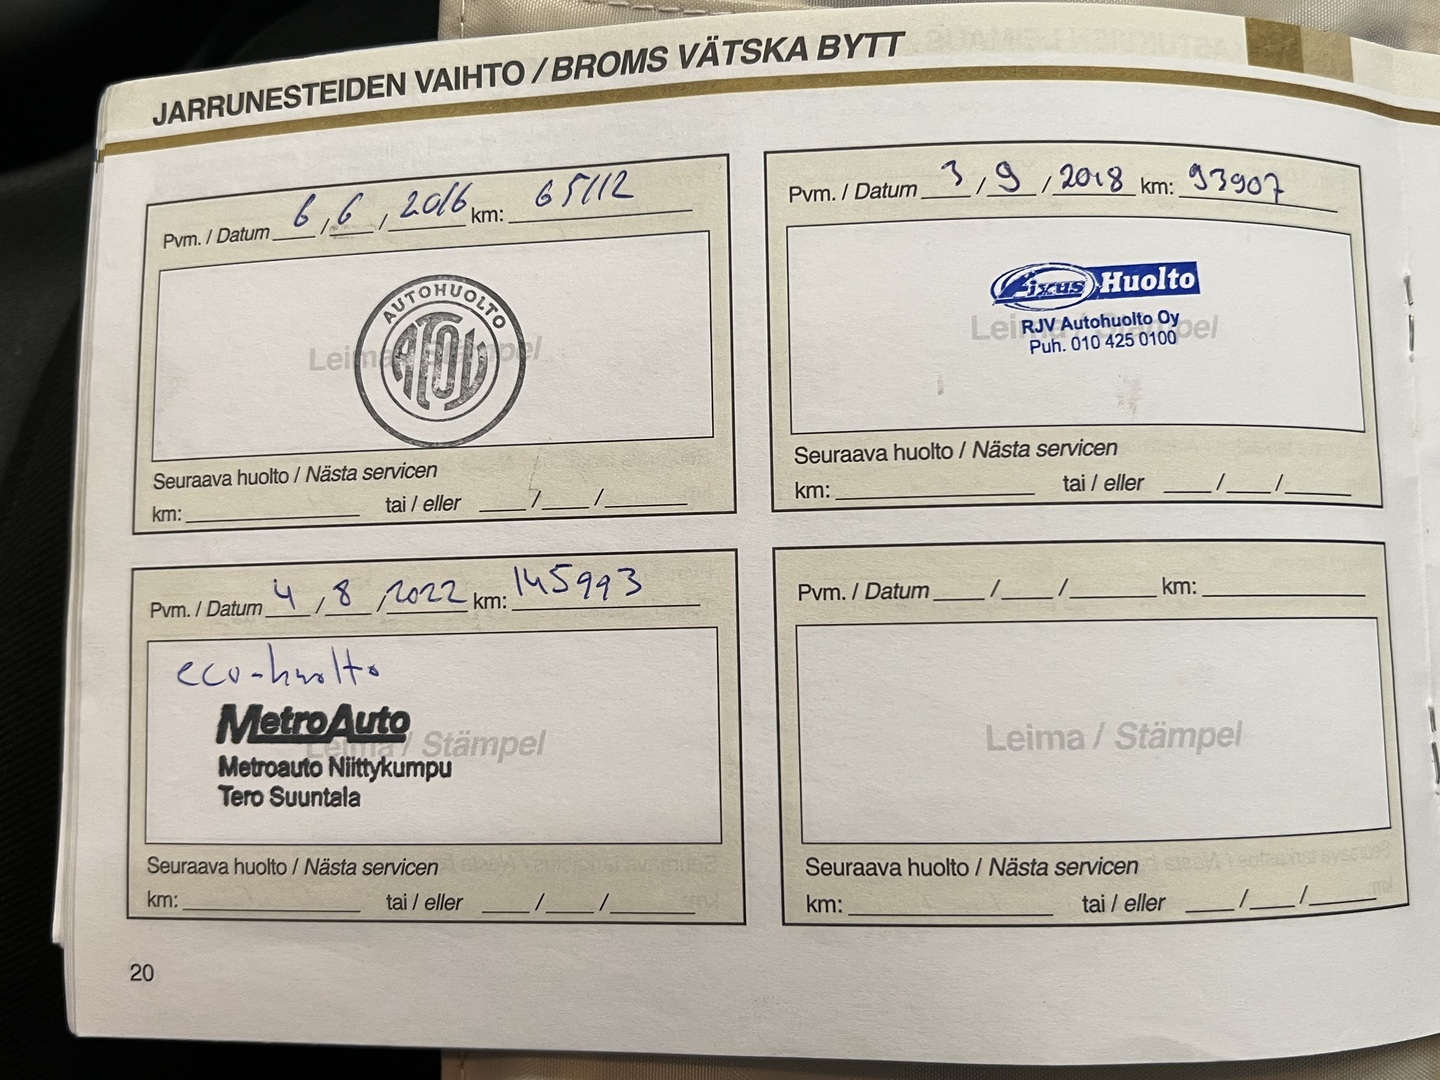 JARRUNESTEIDEN VAIHTO / BROMS VÄTSKA BYTT
Pvm. / Datum 6 / 6 / 2016 km: 65112
AUTOHUOLTO
ATOY
Leima / Stämpel
Seuraava huolto / Nästa servicen
km: tai / eller / /
Pvm. / Datum 3 / 9 / 2018 km: 93907
Fixus Huolto
RJV Autohuolto Oy
Puh. 010 425 0100
Leima / Stämpel
Seuraava huolto / Nästa servicen
km: tai / eller / /
Pvm. / Datum 4 / 8 / 2022 km: 145993
eco-huolto
MetroAuto
Leima / Stämpel
Metroauto Niittykumpu
Tero Suuntala
Seuraava huolto / Nästa servicen
km: tai / eller / /
Pvm. / Datum / / km:
Leima / Stämpel
Seuraava huolto / Nästa servicen
km: tai / eller / /
20